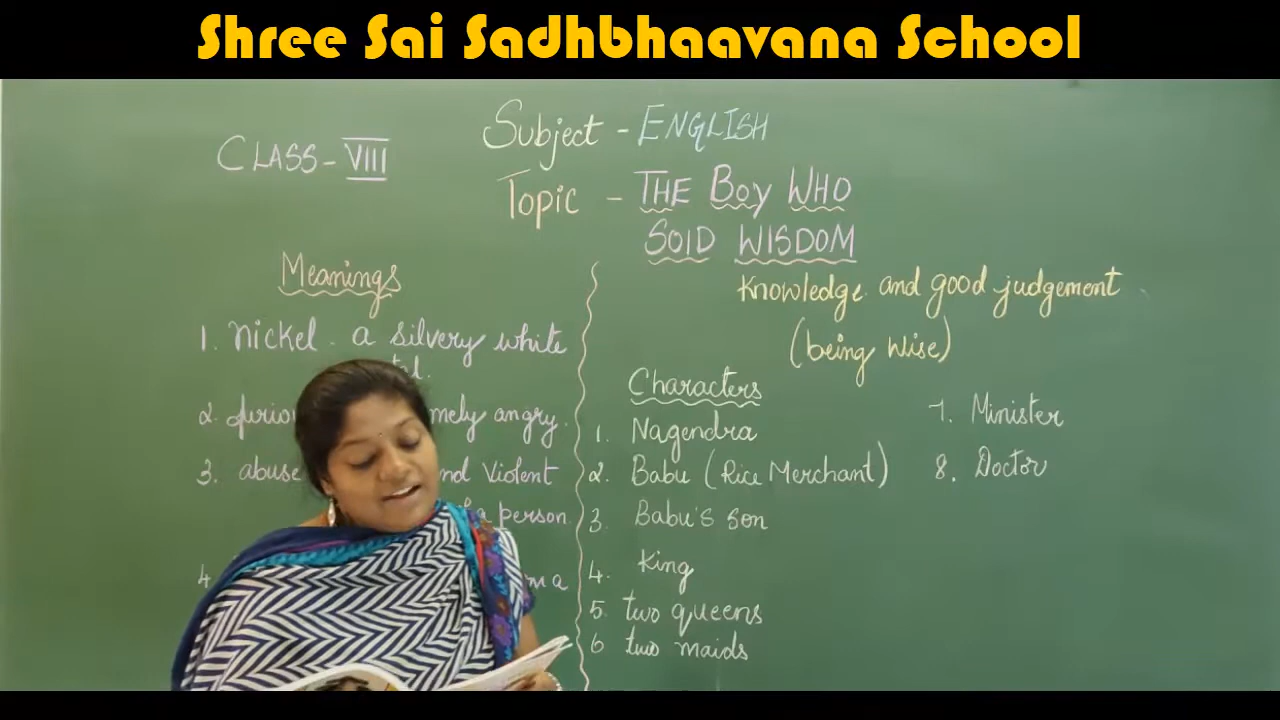 Shree Sai Sadhbhaavana School
CLASS - VIII
Subject - ENGLISH
Topic - THE BOY WHO
SOlD WISDOM
Knowledge and good judgement
(being wise)
Meanings
1. Nickel - a silvery white
2. angry.
3. abuse violent
a person
4. a
Characters
1. Nagendra
2. Babu (Rice Merchant)
3. Babu's son
4. King
5. two queens
6 two maids
7. Minister
8. Doctor